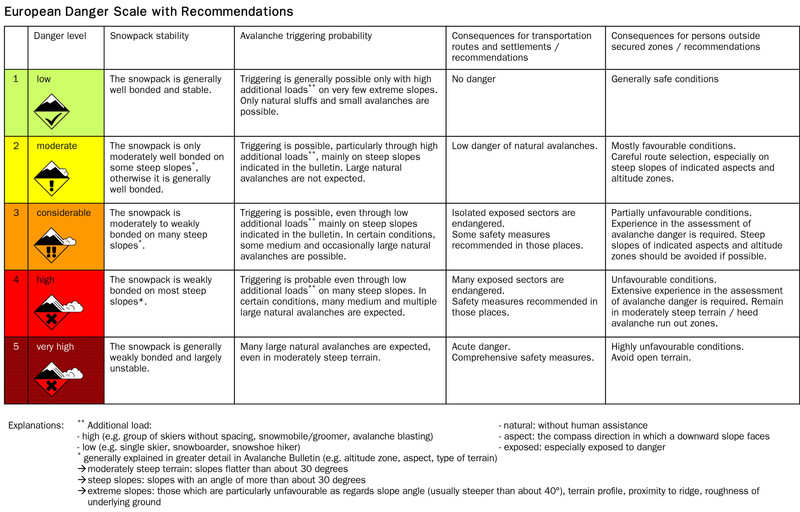 European Danger Scale with Recommendations
Danger level
Snowpack stability
Avalanche triggering probability
Consequences for transportation
routes and settlements /
recommendations
Consequences for persons outside
secured zones / recommendations
1
low
The snowpack is generally
well bonded and stable.
Triggering is generally possible only with high
additional loads** on very few extreme slopes.
Only natural sluffs and small avalanches are
possible.
No danger
Generally safe conditions
2
moderate
!
The snowpack is only
moderately well bonded on
some steep slopes*,
otherwise it is generally
well bonded.
Triggering is possible, particularly through high
additional loads**, mainly on steep slopes
indicated in the bulletin. Large natural
avalanches are not expected.
Low danger of natural avalanches.
Mostly favourable conditions.
Careful route selection, especially on
steep slopes of indicated aspects and
altitude zones.
3
considerable
!!
The snowpack is
moderately to weakly
bonded on many steep
slopes*.
Triggering is possible, even through low
additional loads** mainly on steep slopes
indicated in the bulletin. In certain conditions,
some medium and occasionally large natural
avalanches are possible.
Isolated exposed sectors are
endangered.
Some safety measures
recommended in those places.
Partially unfavourable conditions.
Experience in the assessment of
avalanche danger is required. Steep
slopes of indicated aspects and altitude
zones should be avoided if possible.
4
high
The snowpack is weakly
bonded on most steep
slopes*.
Triggering is probable even through low
additional loads** on many steep slopes. In
certain conditions, many medium and multiple
large natural avalanches are expected.
Many exposed sectors are
endangered.
Safety measures recommended in
those places.
Unfavourable conditions.
Extensive experience in the assessment
of avalanche danger is required. Remain
in moderately steep terrain / heed
avalanche run out zones.
5
very high
The snowpack is generally
weakly bonded and largely
unstable.
Many large natural avalanches are expected,
even in moderately steep terrain.
Acute danger.
Comprehensive safety measures.
Highly unfavourable conditions.
Avoid open terrain.
Explanations:
** Additional load:
- high (e.g. group of skiers without spacing, snowmobile/groomer, avalanche blasting)
- low (e.g. single skier, snowboarder, snowshoe hiker)
* generally explained in greater detail in Avalanche Bulletin (e.g. altitude zone, aspect, type of terrain)
→moderately steep terrain: slopes flatter than about 30 degrees
→steep slopes: slopes with an angle of more than about 30 degrees
→extreme slopes: those which are particularly unfavourable as regards slope angle (usually steeper than about 40°), terrain profile, proximity to ridge, roughness of
underlying ground
- natural: without human assistance
- aspect: the compass direction in which a downward slope faces
- exposed: especially exposed to danger